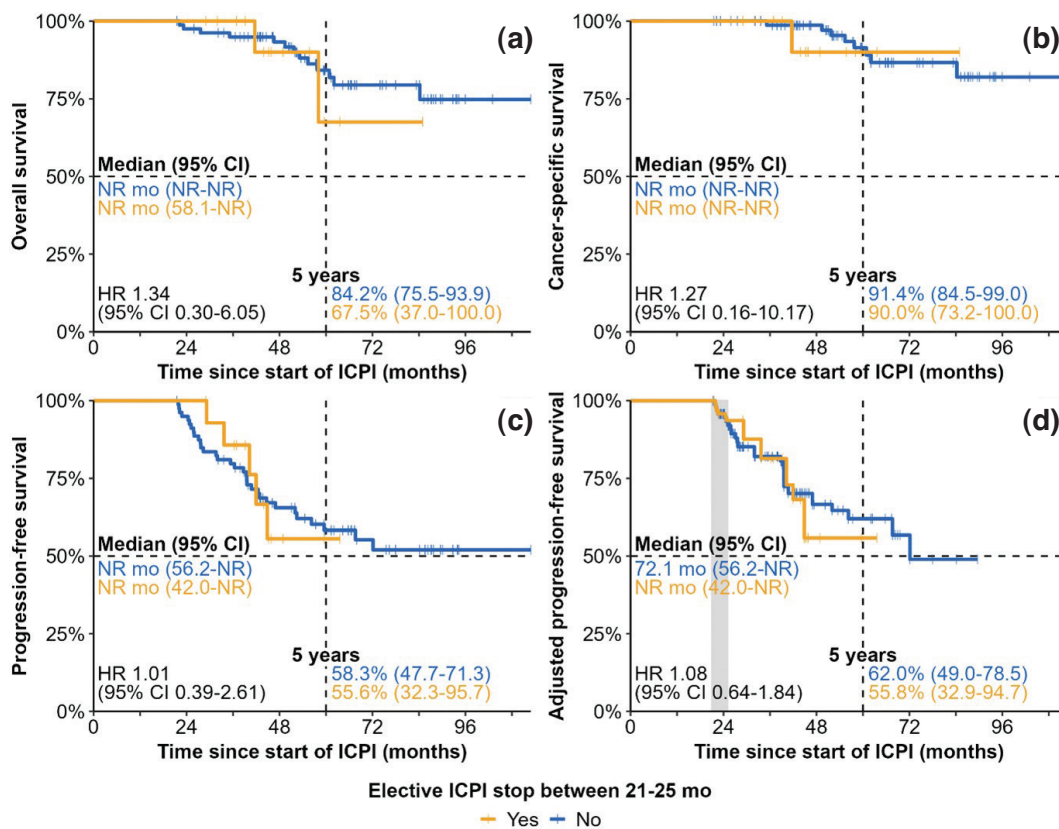 100%
75%
50%
25%
0%
Overall survival
(a)
Median (95% CI)
NR mo (NR-NR)
NR mo (58.1-NR)
5 years
HR 1.34
(95% CI 0.30-6.05)
84.2% (75.5-93.9)
67.5% (37.0-100.0)
0 24 48 72 96
Time since start of ICPI (months)
100%
75%
50%
25%
0%
Cancer-specific survival
(b)
Median (95% CI)
NR mo (NR-NR)
NR mo (NR-NR)
5 years
HR 1.27
(95% CI 0.16-10.17)
91.4% (84.5-99.0)
90.0% (73.2-100.0)
0 24 48 72 96
Time since start of ICPI (months)
100%
75%
50%
25%
0%
Progression-free survival
(c)
Median (95% CI)
NR mo (56.2-NR)
NR mo (42.0-NR)
5 years
HR 1.01
(95% CI 0.39-2.61)
58.3% (47.7-71.3)
55.6% (32.3-95.7)
0 24 48 72 96
Time since start of ICPI (months)
100%
75%
50%
25%
0%
Adjusted progression-free survival
(d)
Median (95% CI)
72.1 mo (56.2-NR)
NR mo (42.0-NR)
5 years
HR 1.08
(95% CI 0.64-1.84)
62.0% (49.0-78.5)
55.8% (32.9-94.7)
0 24 48 72 96
Time since start of ICPI (months)
Elective ICPI stop between 21-25 mo
Yes No